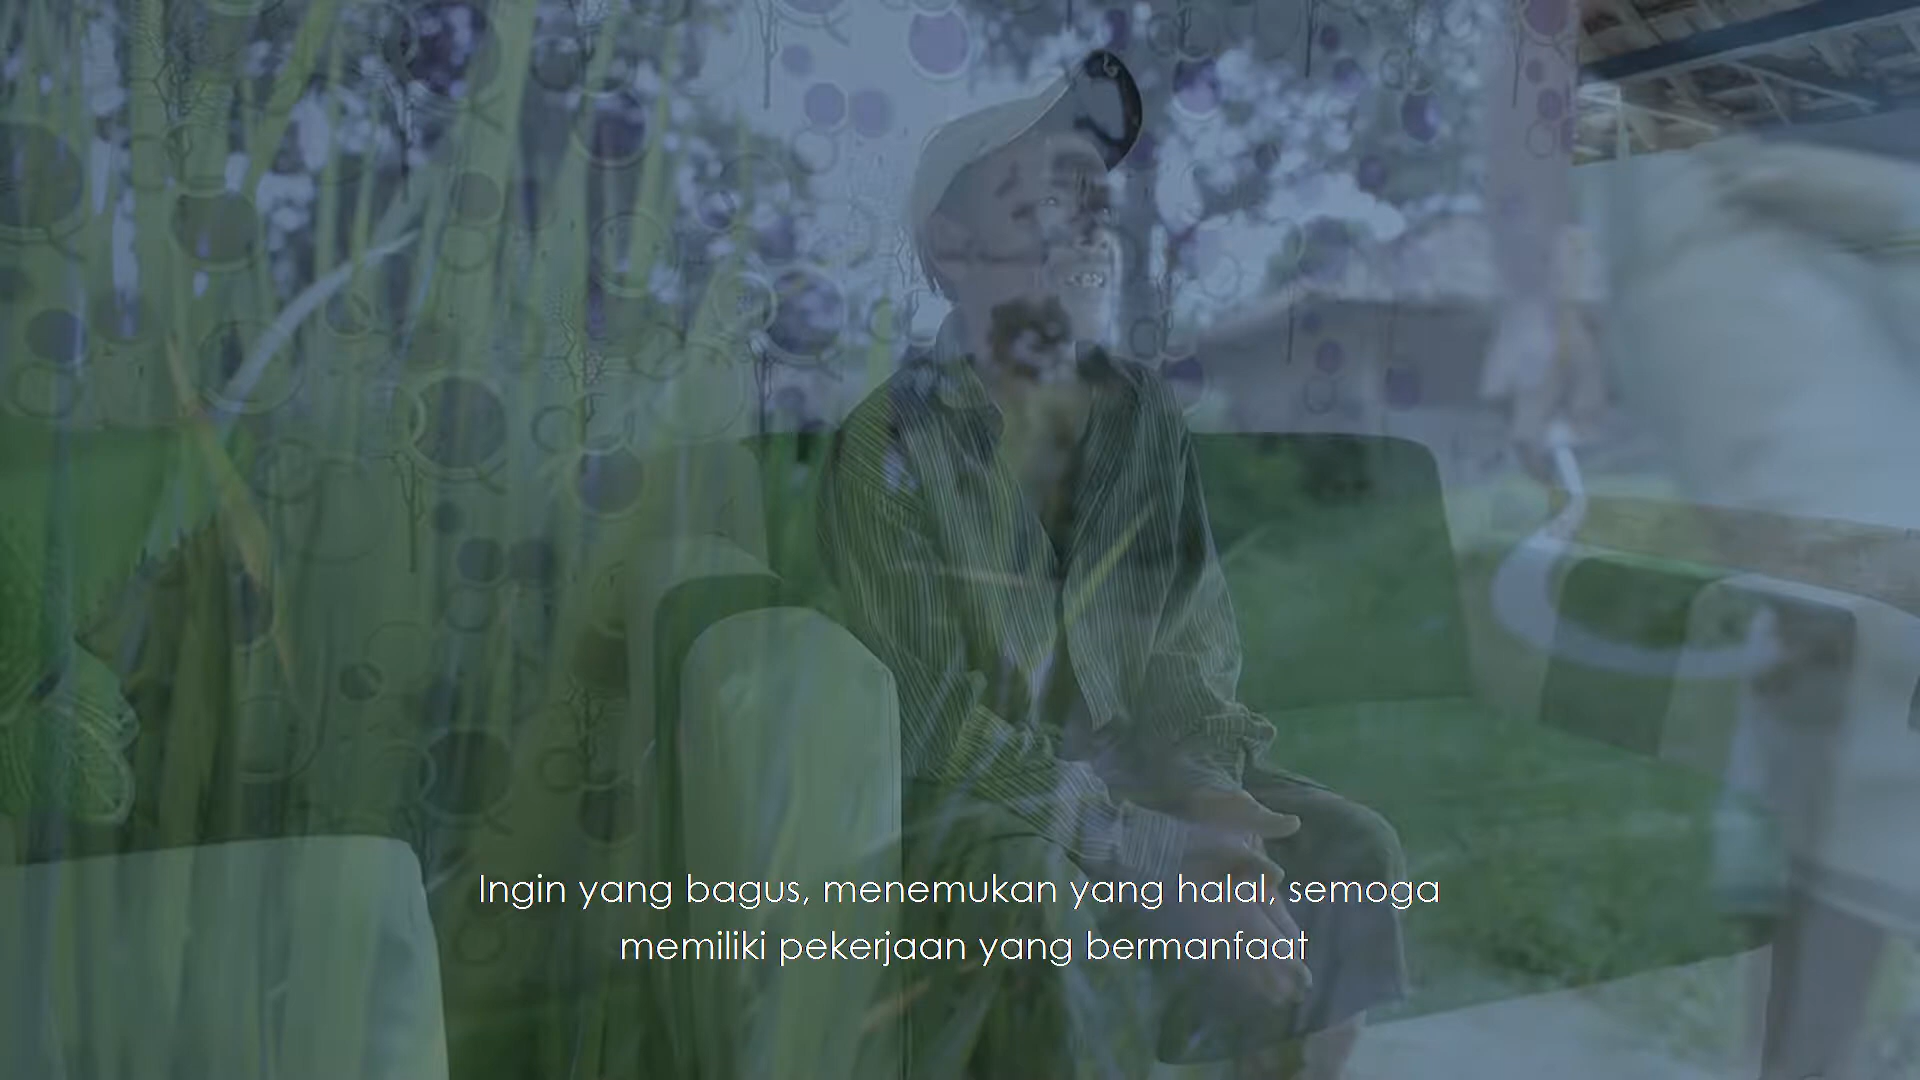 Ingin yang bagus, menemukan yang halal, semoga
memiliki pekerjaan yang bermanfaat